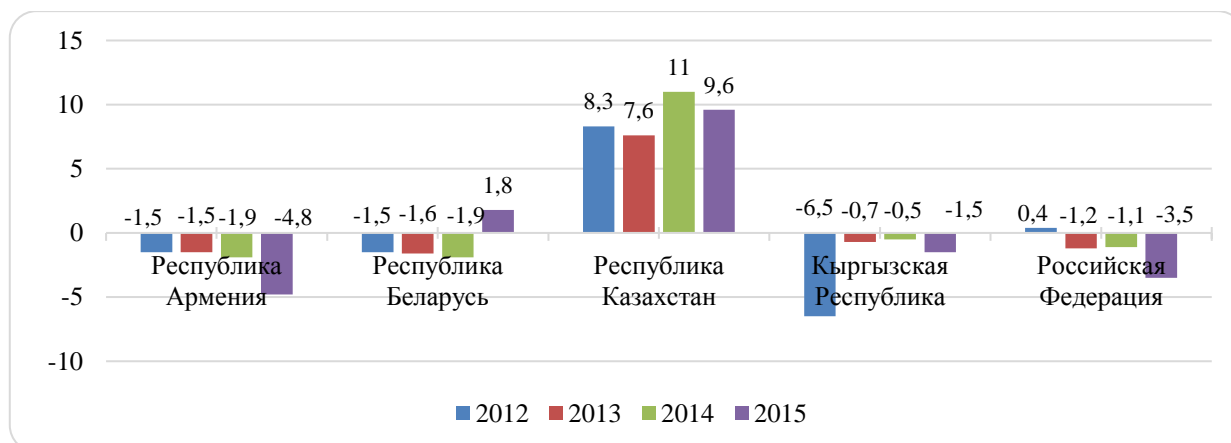 15
10
5
0
-5
-10
-1,5 -1,5 -1,9 -4,8
-1,5 -1,6 -1,9 1,8
8,3 7,6 11 9,6
-6,5 -0,7 -0,5 -1,5
0,4 -1,2 -1,1 -3,5
Республика
Армения
Республика
Беларусь
Республика
Казахстан
Кыргызская
Республика
Российская
Федерация
2012 2013 2014 2015